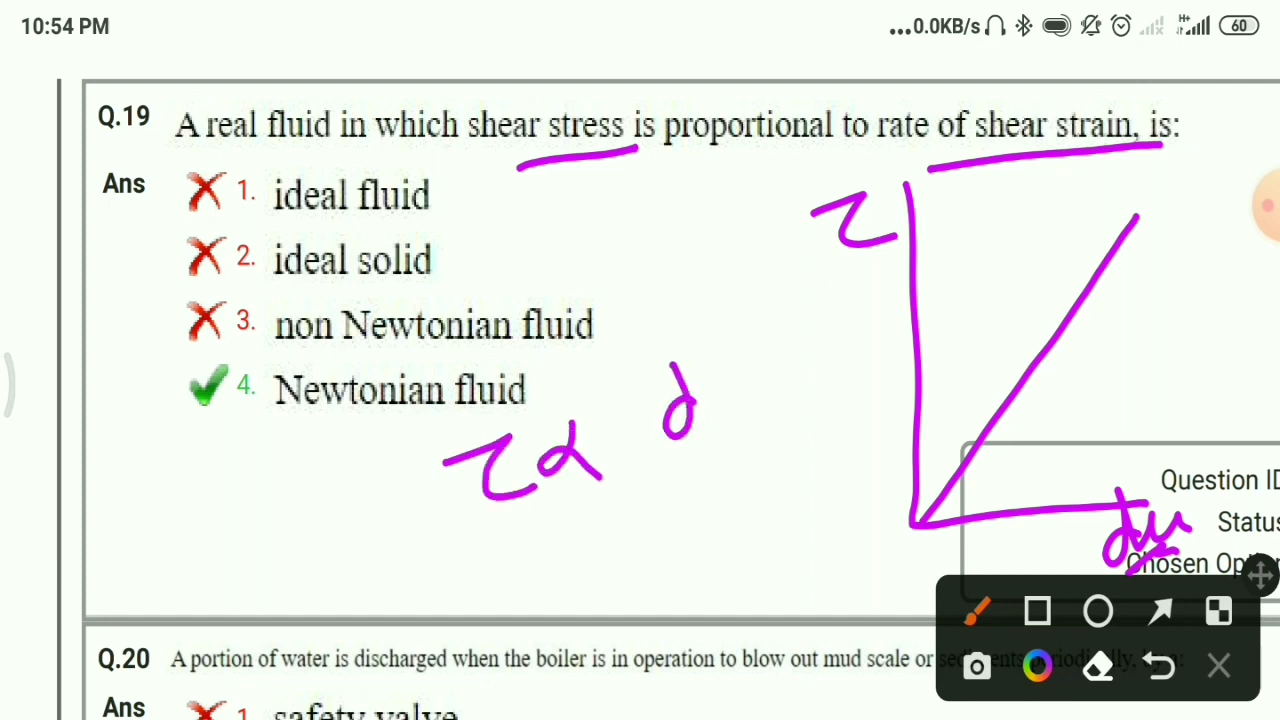 10:54 PM ...0.0KB/s H+ 60
Q.19 A real fluid in which shear stress is proportional to rate of shear strain, is:
Ans 1. ideal fluid
2. ideal solid
3. non Newtonian fluid
4. Newtonian fluid
τ
τ α d
du
Question ID
Status
Chosen Option
Q.20 A portion of water is discharged when the boiler is in operation to blow out mud scale or sediments periodically, by a:
Ans 1. safety valve